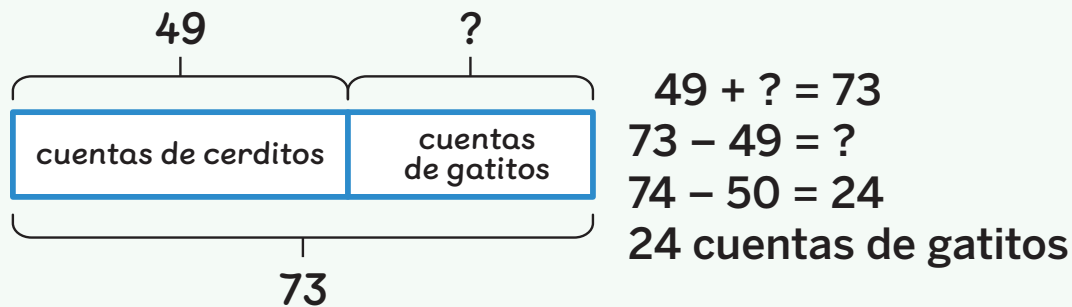 49
?
cuentas de cerditos
cuentas
de gatitos
73
49 + ? = 73
73 – 49 = ?
74 – 50 = 24
24 cuentas de gatitos